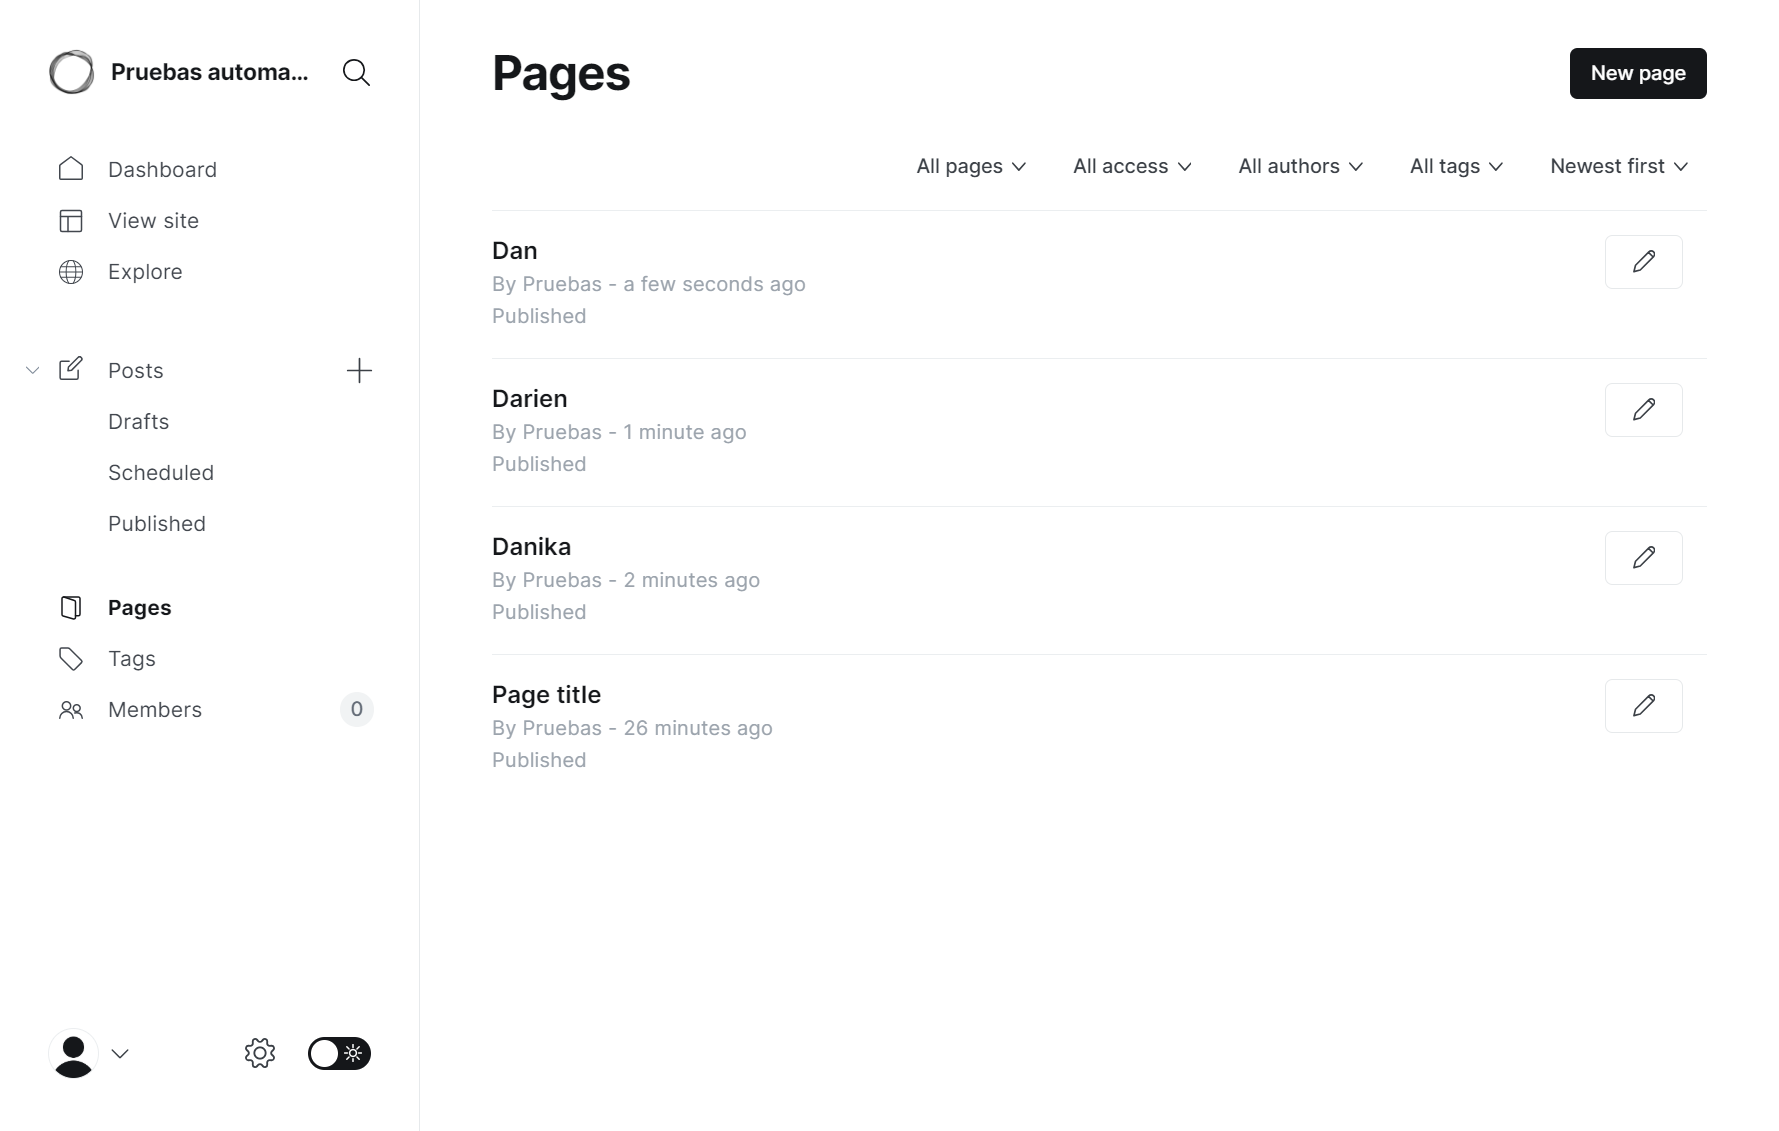 Pruebas automa...
Dashboard
View site
Explore
Posts
Drafts
Scheduled
Published
Pages
Tags
Members 0
Pages
New page
All pages All access All authors All tags Newest first
Dan
By Pruebas - a few seconds ago
Published
Darien
By Pruebas - 1 minute ago
Published
Danika
By Pruebas - 2 minutes ago
Published
Page title
By Pruebas - 26 minutes ago
Published